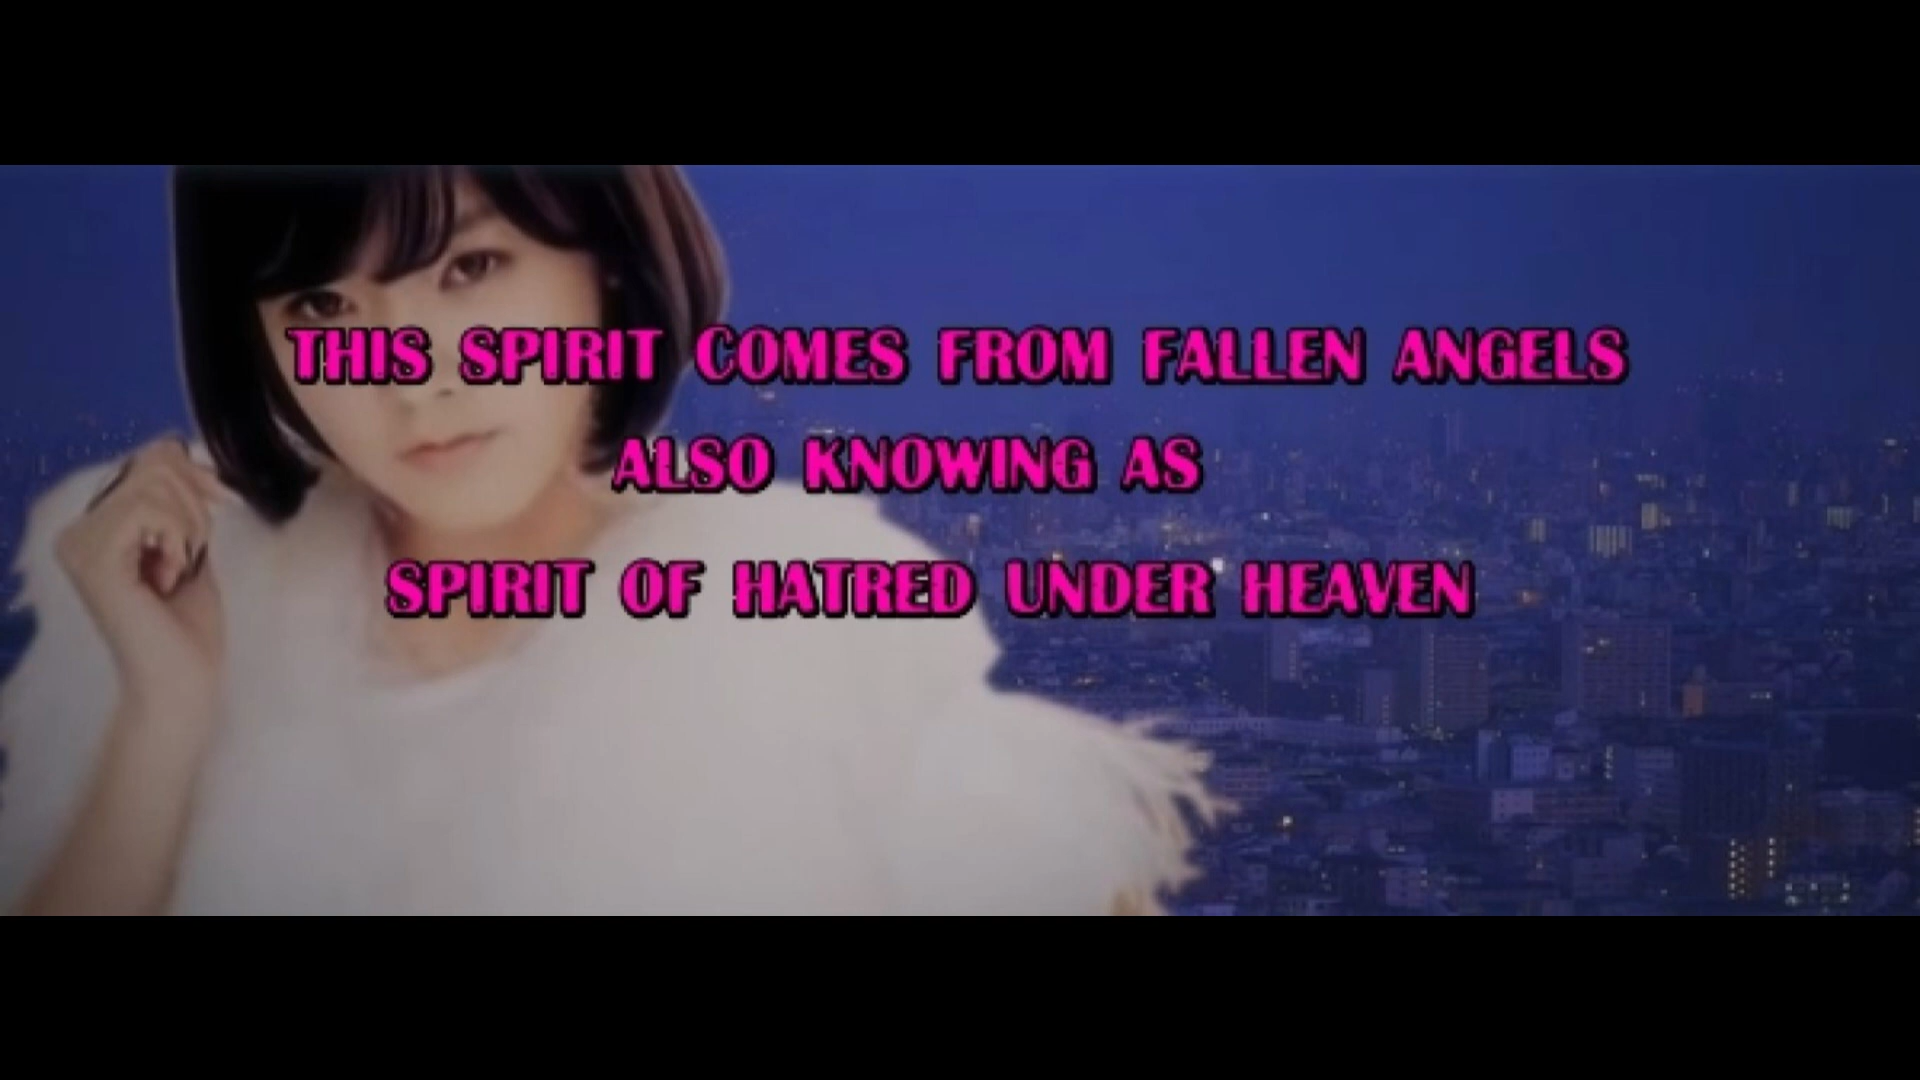 THIS SPIRIT COMES FROM FALLEN ANGELS
ALSO KNOWING AS
SPIRIT OF HATRED UNDER HEAVEN